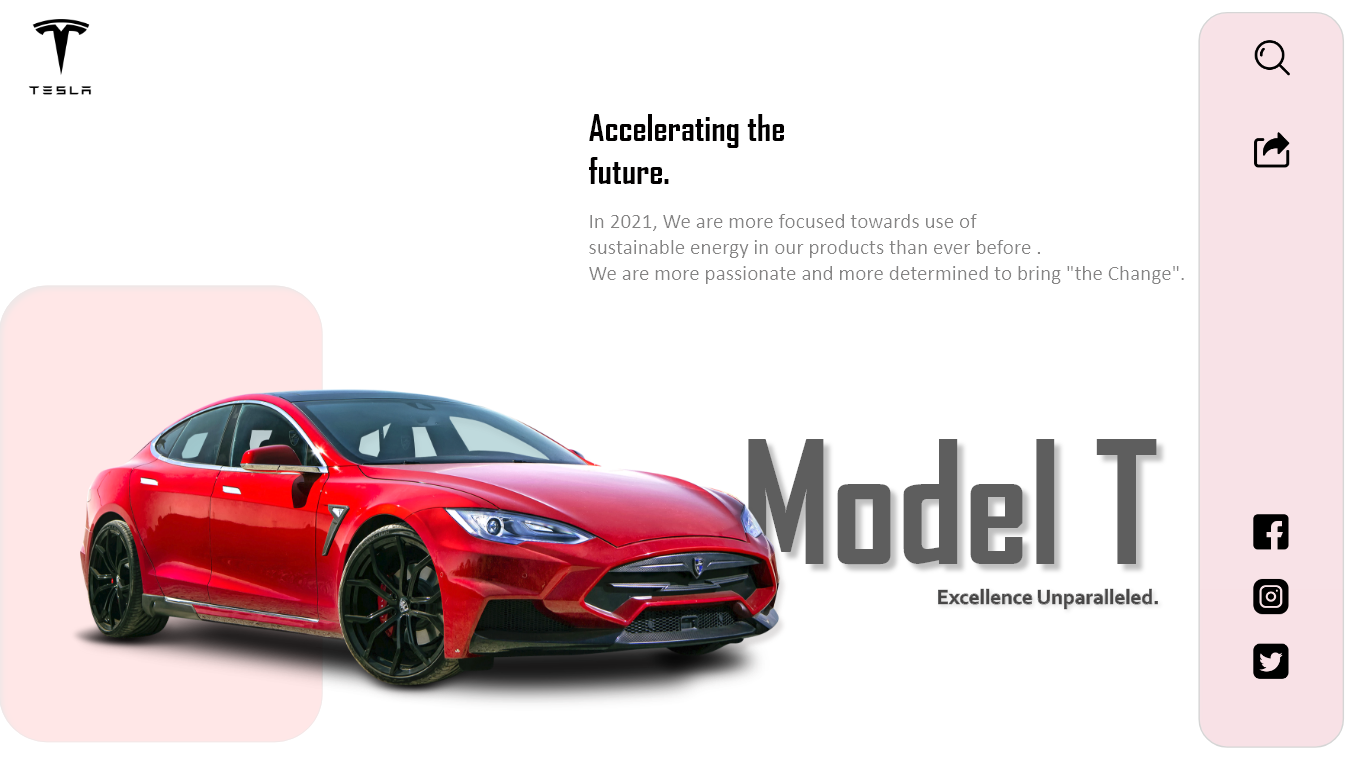 TESLA
Accelerating the
future.
In 2021, We are more focused towards use of
sustainable energy in our products than ever before .
We are more passionate and more determined to bring "the Change".
Model T
Excellence Unparalleled.